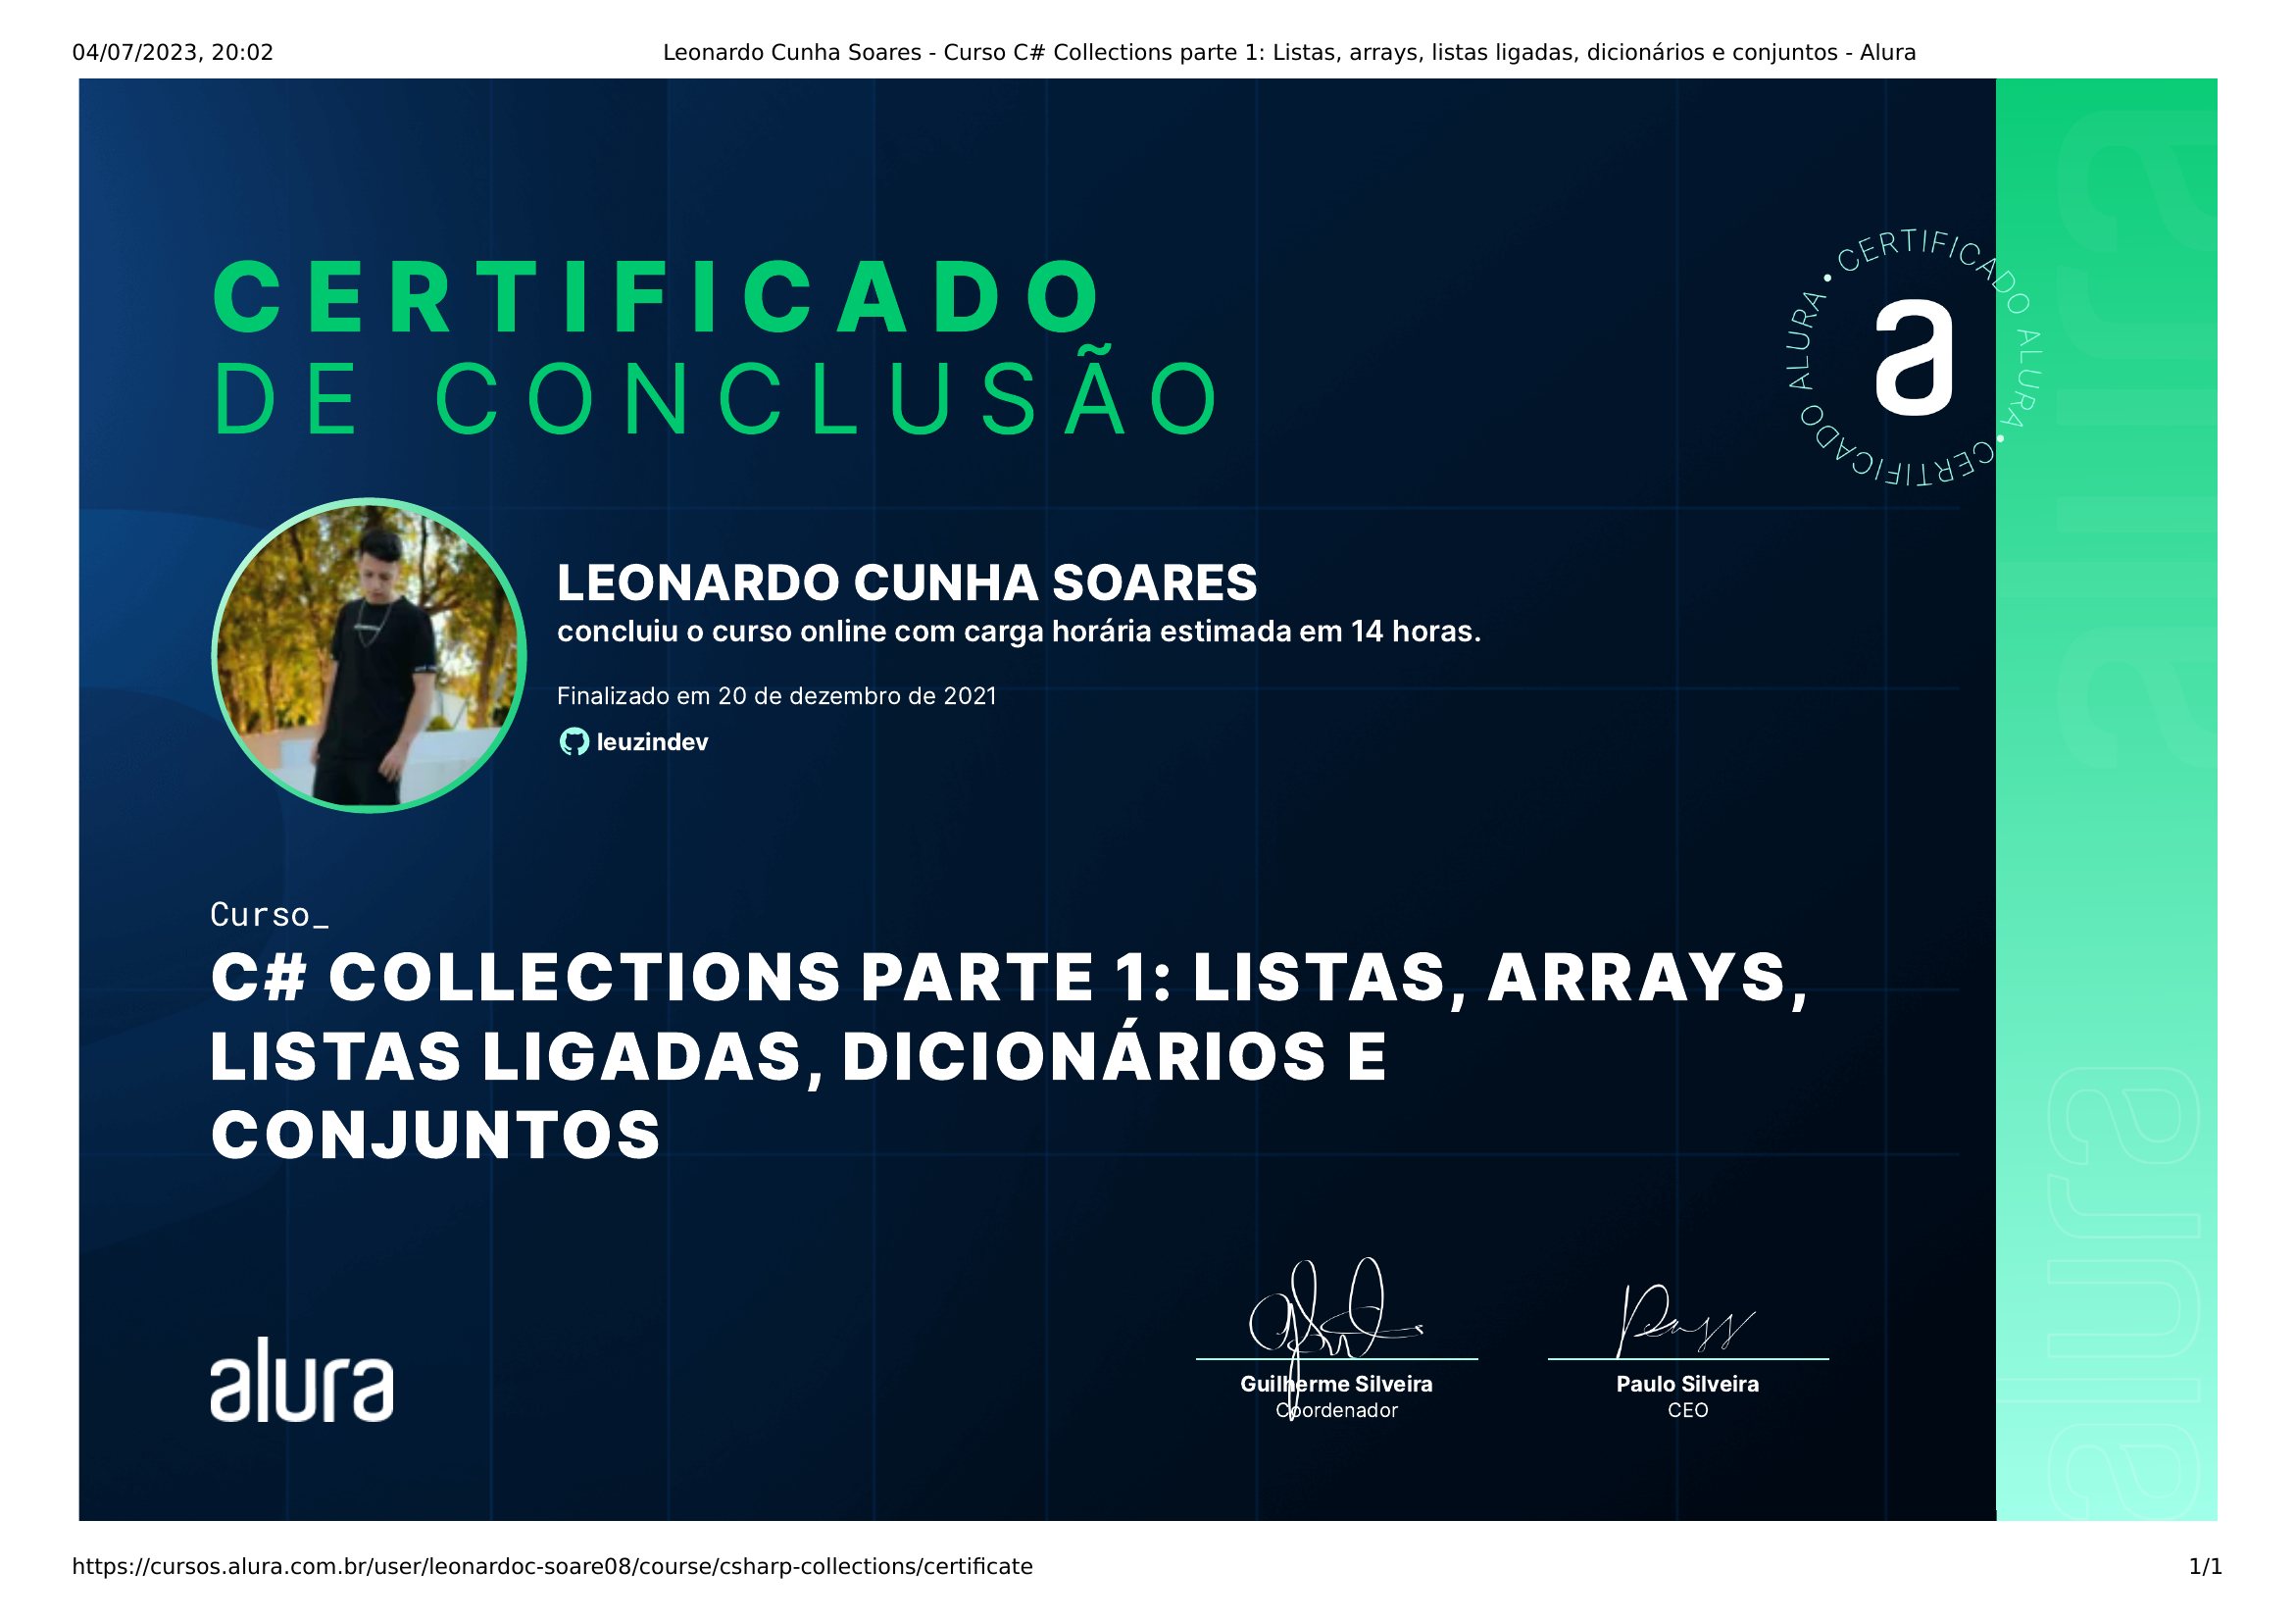 04/07/2023, 20:02
Leonardo Cunha Soares - Curso C# Collections parte 1: Listas, arrays, listas ligadas, dicionários e conjuntos - Alura
CERTIFICADO
DE CONCLUSÃO
CERTIFICADO ALURA • CERTIFICADO ALURA •
a
LEONARDO CUNHA SOARES
concluiu o curso online com carga horária estimada em 14 horas.
Finalizado em 20 de dezembro de 2021
leuzindev
Curso_
C# COLLECTIONS PARTE 1: LISTAS, ARRAYS,
LISTAS LIGADAS, DICIONÁRIOS E
CONJUNTOS
alura
Guilherme Silveira
Coordenador
Paulo Silveira
CEO
alura
alura
https://cursos.alura.com.br/user/leonardoc-soare08/course/csharp-collections/certificate
1/1